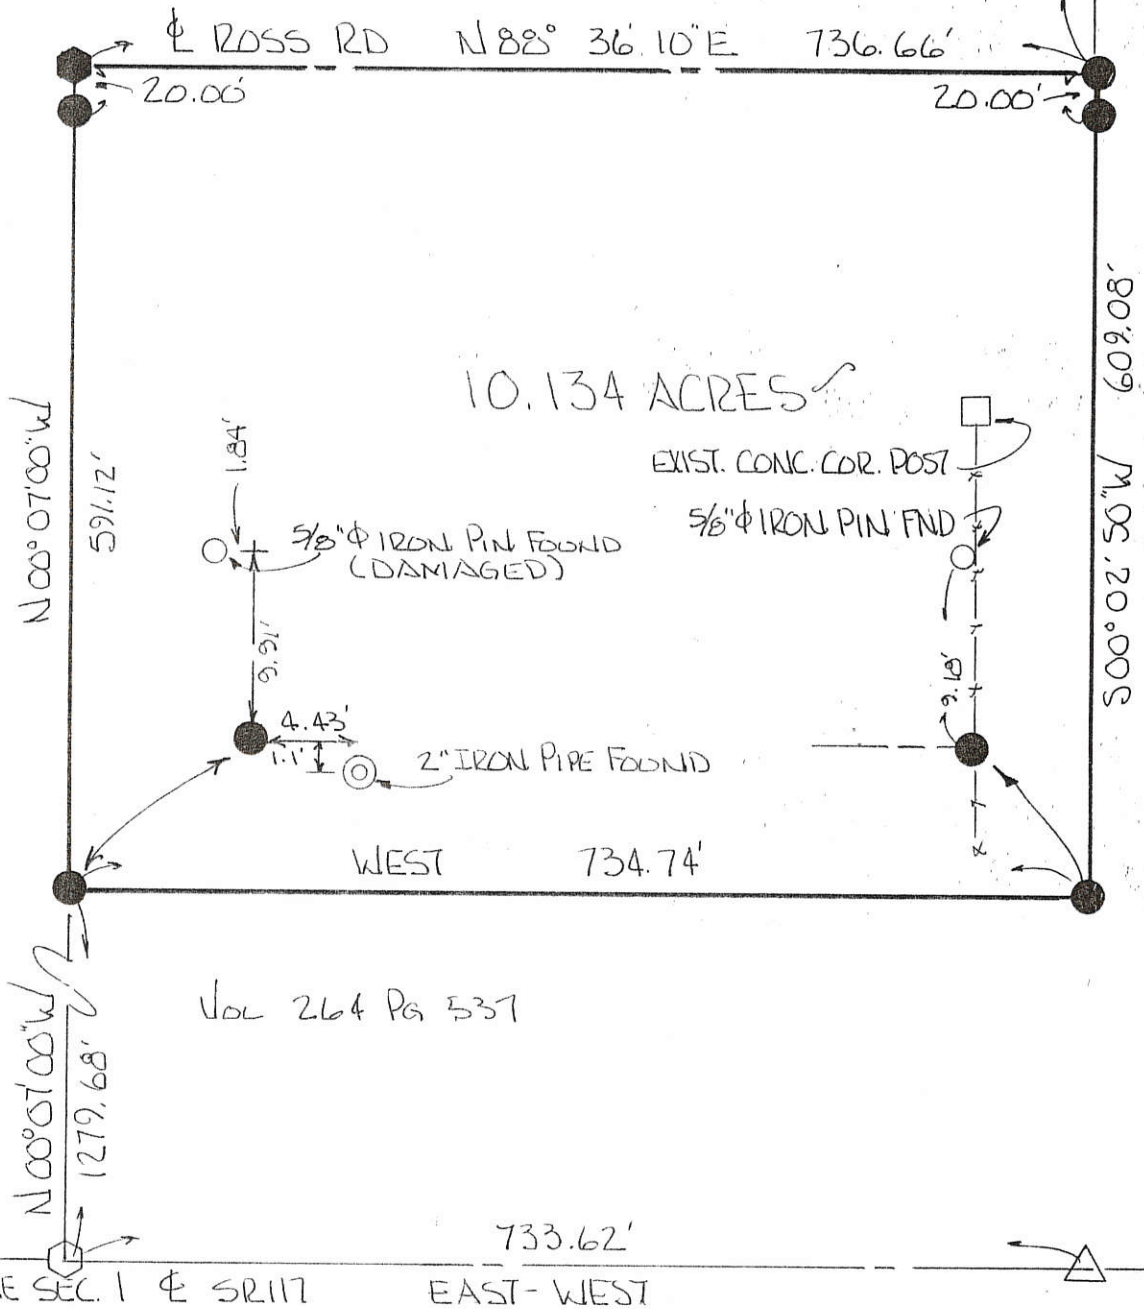 ℄ ROSS RD N 88° 36' 10" E 736.66'
20.00'
20.00'
N 00° 07' 00" W
591.12'
609.08'
S 00° 02' 50" W
10.134 ACRES
EXIST. CONC. COR. POST
5/8" Φ IRON PIN FND
1.84'
5/8" Φ IRON PIN FOUND
(DAMAGED)
9.91'
9.18'
4.43'
1.1'
2" IRON PIPE FOUND
WEST 734.74'
VOL 264 PG 537
N 00° 07' 00" W
1279.68'
733.62'
E SEC. 1 ℄ SR117 EAST-WEST